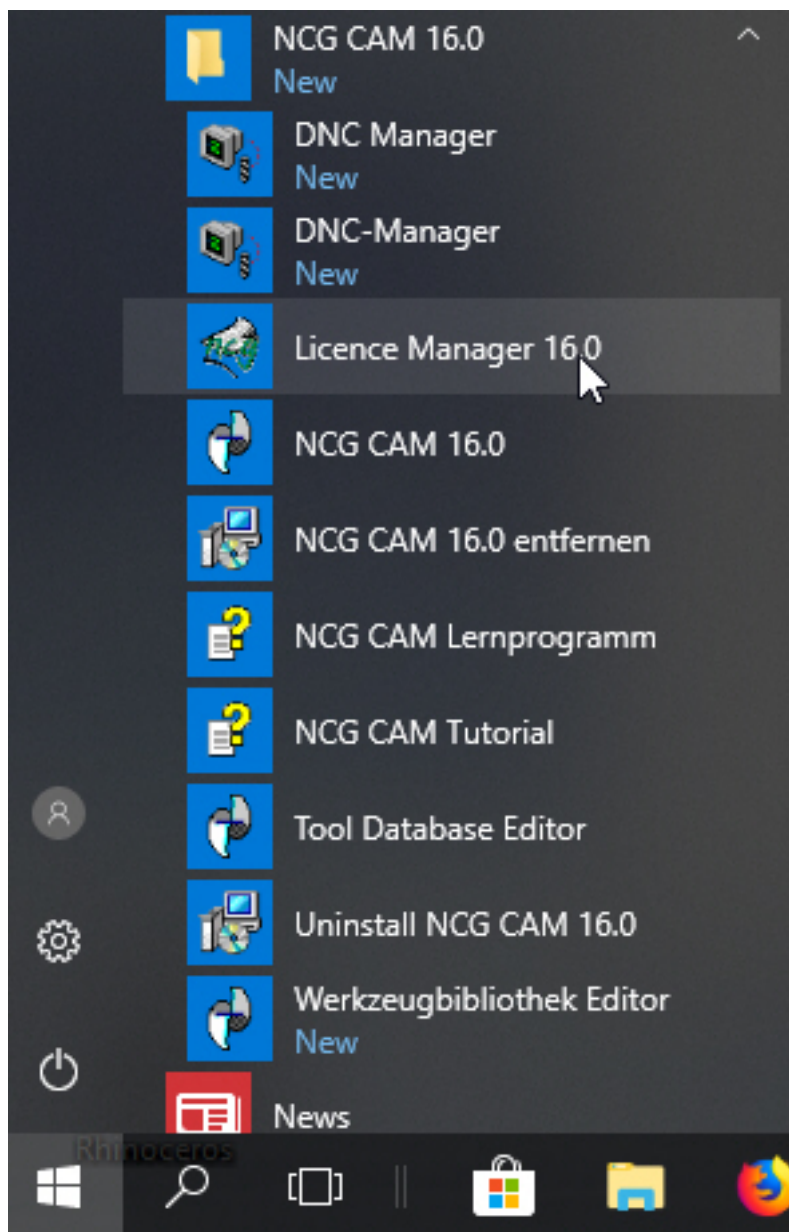 NCG CAM 16.0
New
DNC Manager
New
DNC-Manager
New
Licence Manager 16.0
NCG CAM 16.0
NCG CAM 16.0 entfernen
NCG CAM Lernprogramm
NCG CAM Tutorial
Tool Database Editor
Uninstall NCG CAM 16.0
Werkzeugbibliothek Editor
New
News
Rhinoceros